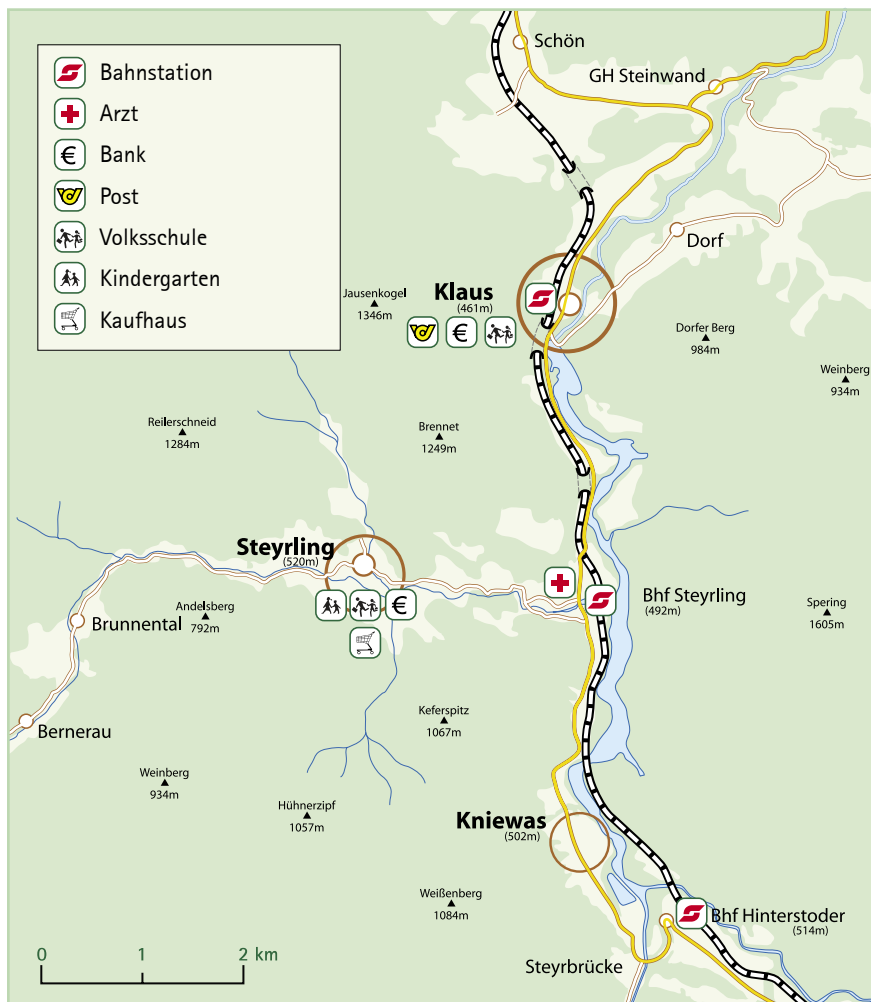 Bahnstation
Arzt
€ Bank
Post
Volksschule
Kindergarten
Kaufhaus
Schön
GH Steinwand
Dorf
Klaus
(461m)
€
Jausenkogel
1346m
Dorfer Berg
984m
Weinberg
934m
Reilerschneid
1284m
Brennet
1249m
Steyrling
(520m)
€
Bhf Steyrling
(492m)
Andelsberg
792m
Spering
1605m
Brunnental
Bernerau
Keferspitz
1067m
Weinberg
934m
Hühnerzipf
1057m
Kniewas
(502m)
Weißenberg
1084m
Bhf Hinterstoder
(514m)
Steyrbrücke
0 1 2 km